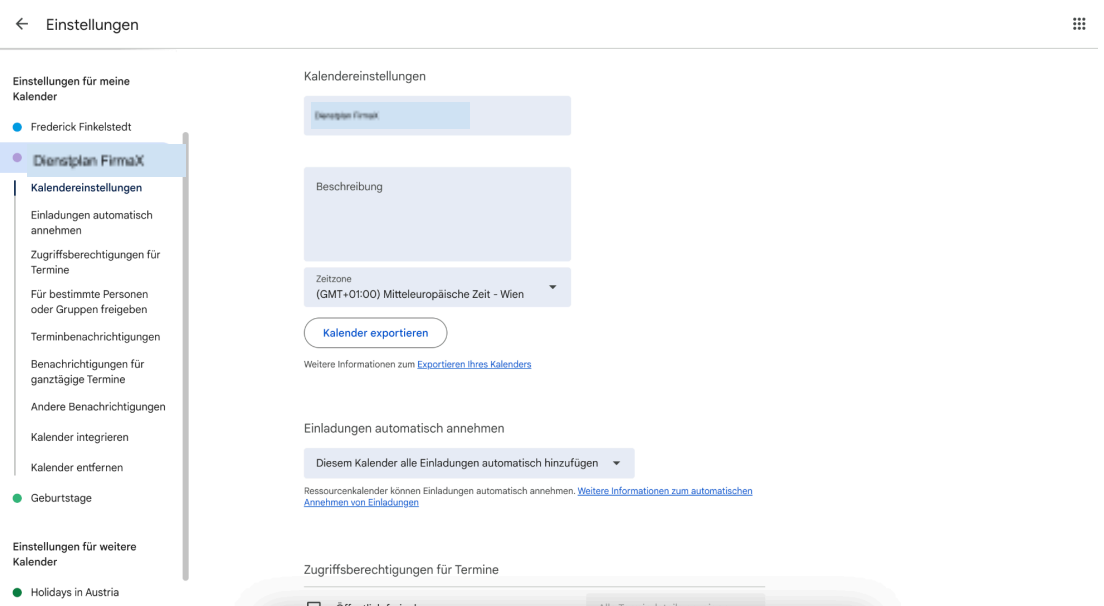 Einstellungen
Einstellungen für meine
Kalender
Frederick Finkelstedt
Dienstplan FirmaX
Kalendereinstellungen
Einladungen automatisch
annehmen
Zugriffsberechtigungen für
Termine
Für bestimmte Personen
oder Gruppen freigeben
Terminbenachrichtigungen
Benachrichtigungen für
ganztägige Termine
Andere Benachrichtigungen
Kalender integrieren
Kalender entfernen
Geburtstage
Einstellungen für weitere
Kalender
Holidays in Austria
Kalendereinstellungen
Dienstplan FirmaX
Beschreibung
Zeitzone
(GMT+01:00) Mitteleuropäische Zeit - Wien
Kalender exportieren
Weitere Informationen zum Exportieren Ihres Kalenders
Einladungen automatisch annehmen
Diesem Kalender alle Einladungen automatisch hinzufügen
Ressourcenkalender können Einladungen automatisch annehmen. Weitere Informationen zum automatischen
Annehmen von Einladungen
Zugriffsberechtigungen für Termine